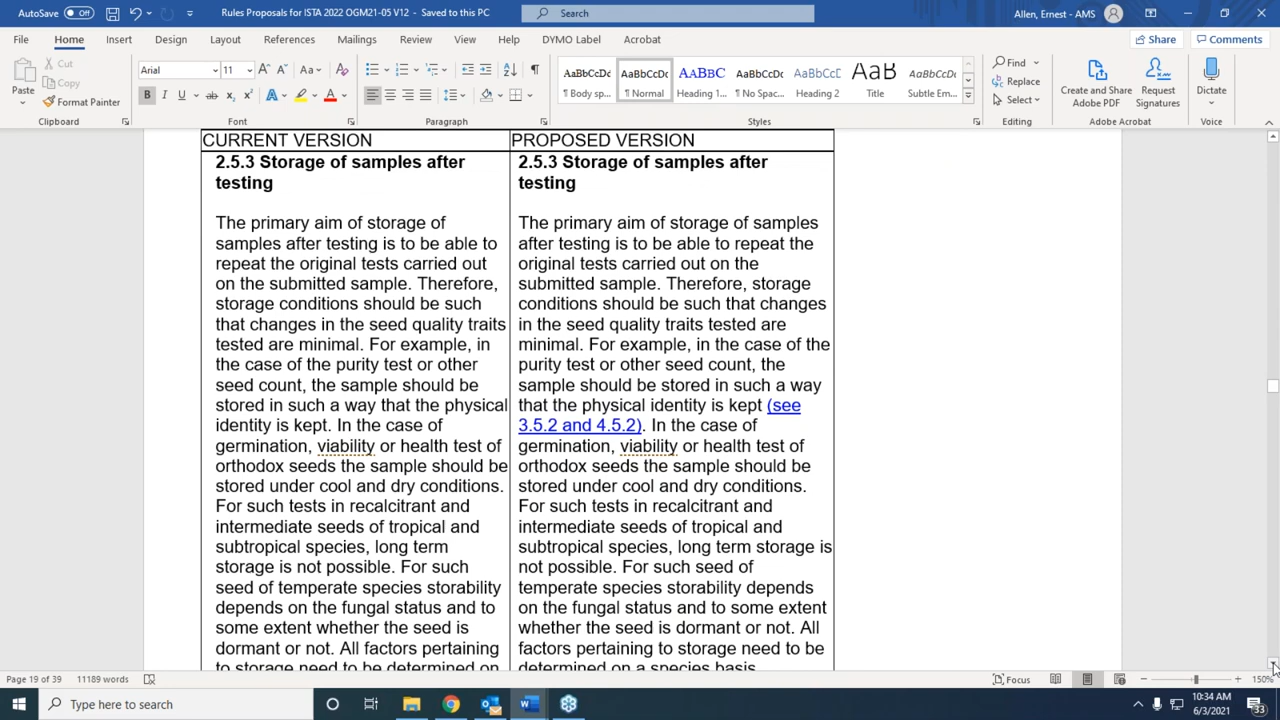 AutoSave Off Rules Proposals for ISTA 2022 OGM21-05 V12 - Saved to this PC Search Allen, Ernest - AMS
File Home Insert Design Layout References Mailings Review View Help DYMO Label Acrobat Share Comments
Paste Cut Copy Format Painter
Arial 11 Aa
AaBbCcDc AaBbCcDc AABBC AaBbCcDc AaBbCcD AaB AaBbCcD
¶ Body sp... ¶ Normal Heading 1... ¶ No Spac... Heading 2 Title Subtle Em...
Find Replace Select
Create and Share Adobe PDF Request Signatures Dictate
Clipboard Font Paragraph Styles Editing Adobe Acrobat Voice
CURRENT VERSION
2.5.3 Storage of samples after
testing
The primary aim of storage of
samples after testing is to be able to
repeat the original tests carried out
on the submitted sample. Therefore,
storage conditions should be such
that changes in the seed quality traits
tested are minimal. For example, in
the case of the purity test or other
seed count, the sample should be
stored in such a way that the physical
identity is kept. In the case of
germination, viability or health test of
orthodox seeds the sample should be
stored under cool and dry conditions.
For such tests in recalcitrant and
intermediate seeds of tropical and
subtropical species, long term
storage is not possible. For such
seed of temperate species storability
depends on the fungal status and to
some extent whether the seed is
dormant or not. All factors pertaining
to storage need to be determined on
PROPOSED VERSION
2.5.3 Storage of samples after
testing
The primary aim of storage of samples
after testing is to be able to repeat the
original tests carried out on the
submitted sample. Therefore, storage
conditions should be such that changes
in the seed quality traits tested are
minimal. For example, in the case of the
purity test or other seed count, the
sample should be stored in such a way
that the physical identity is kept (see
3.5.2 and 4.5.2). In the case of
germination, viability or health test of
orthodox seeds the sample should be
stored under cool and dry conditions.
For such tests in recalcitrant and
intermediate seeds of tropical and
subtropical species, long term storage is
not possible. For such seed of
temperate species storability depends
on the fungal status and to some extent
whether the seed is dormant or not. All
factors pertaining to storage need to be
determined on a species basis
Page 19 of 39 11189 words Focus 150%
Type here to search 10:34 AM
6/3/2021 33